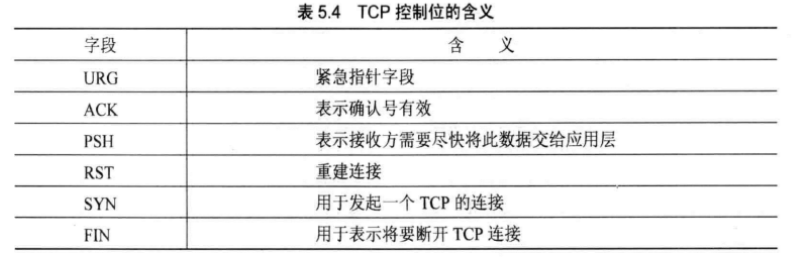 表 5.4 TCP 控制位的含义
字段 含 义
URG 紧急指针字段
ACK 表示确认号有效
PSH 表示接收方需要尽快将此数据交给应用层
RST 重建连接
SYN 用于发起一个 TCP 的连接
FIN 用于表示将要断开 TCP 连接